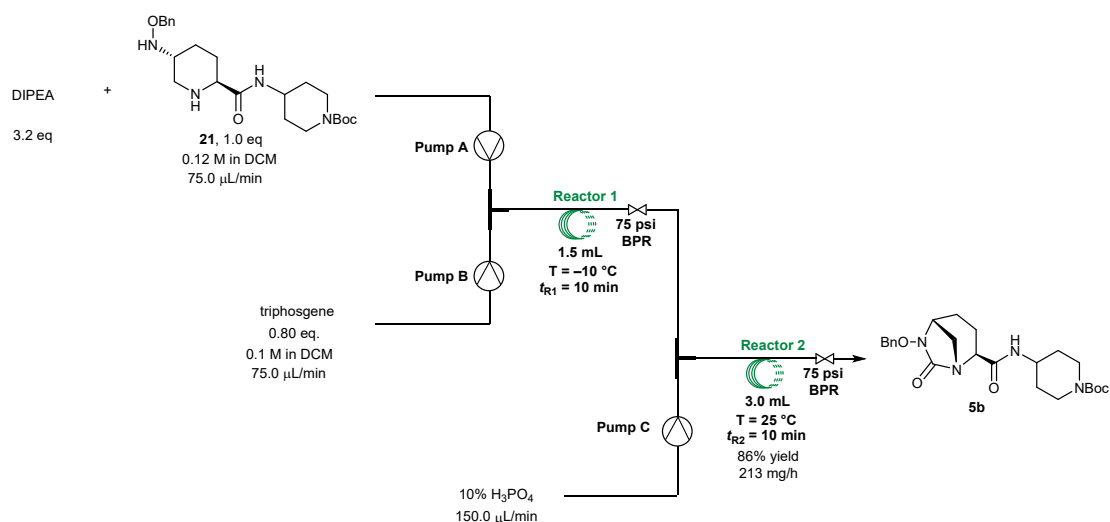 OBn
HN
NH
O
H
N
NBoc
DIPEA
+
3.2 eq
21, 1.0 eq
0.12 M in DCM
75.0 μL/min
Pump A
Reactor 1
75 psi
BPR
1.5 mL
T = –10 °C
tR1 = 10 min
Pump B
triphosgene
0.80 eq.
0.1 M in DCM
75.0 μL/min
Reactor 2
75 psi
BPR
3.0 mL
T = 25 °C
tR2 = 10 min
86% yield
213 mg/h
Pump C
10% H3PO4
150.0 μL/min
BnO
N
O
N
O
H
N
NBoc
5b